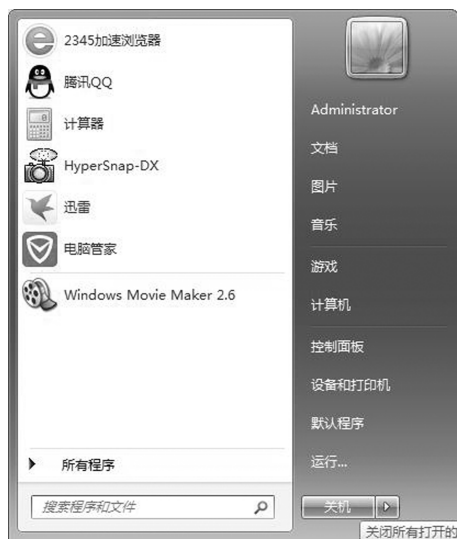 2345加速浏览器
腾讯QQ
计算器
HyperSnap-DX
迅雷
电脑管家
Windows Movie Maker 2.6
所有程序
搜索程序和文件
Administrator
文档
图片
音乐
游戏
计算机
控制面板
设备和打印机
默认程序
运行...
关机
关闭所有打开的